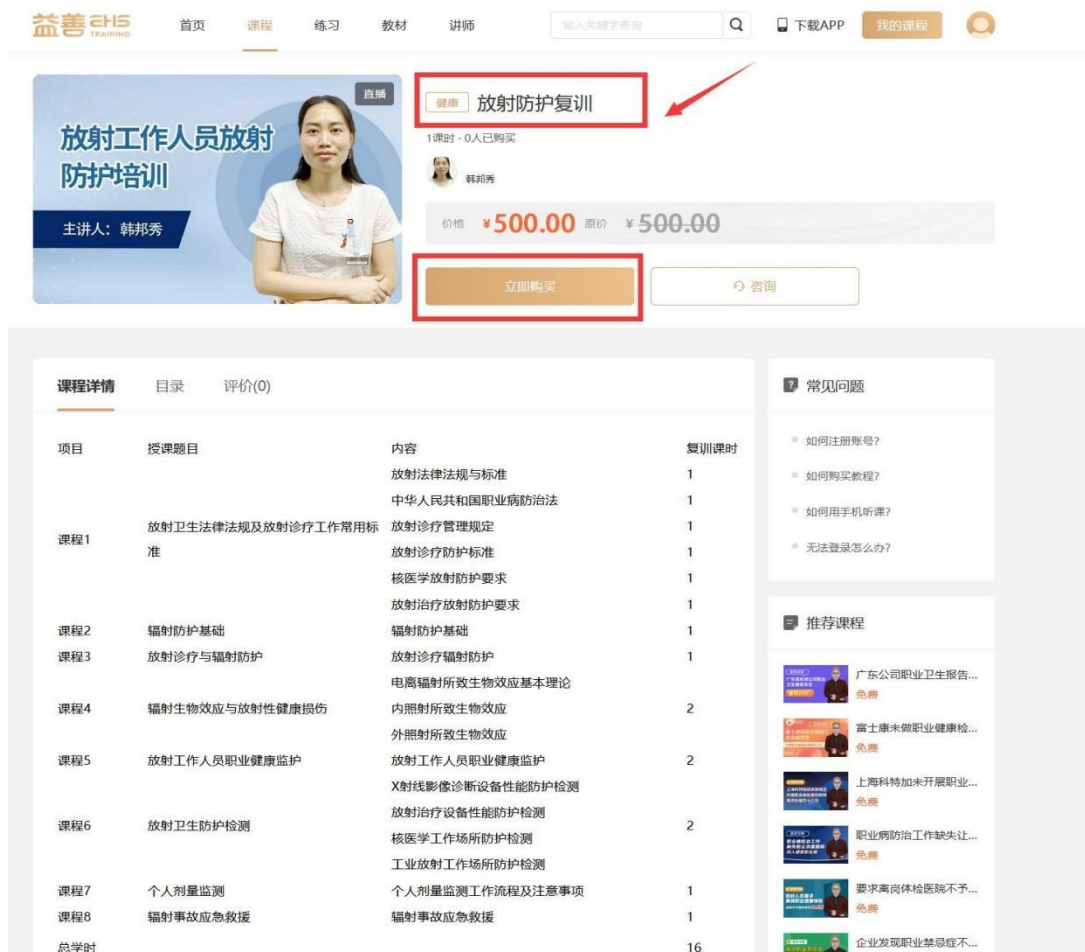 益善 EHS TRAINING
首页 课程 练习 教材 讲师 输入关键字查询 下载APP 我的课程
直播
放射工作人员放射
防护培训
主讲人：韩邦秀
健康 放射防护复训
1课时 · 0人已购买
韩邦秀
价格 ¥500.00 原价 ¥500.00
立即购买 咨询
课程详情 目录 评价(0)
项目 授课题目 内容 复训课时
放射法律法规与标准 1
中华人民共和国职业病防治法 1
课程1 放射卫生法律法规及放射诊疗工作常用标准 放射诊疗管理规定 1
放射诊疗防护标准 1
核医学放射防护要求 1
放射治疗放射防护要求 1
课程2 辐射防护基础 辐射防护基础 1
课程3 放射诊疗与辐射防护 放射诊疗辐射防护 1
电离辐射所致生物效应基本理论
课程4 辐射生物效应与放射性健康损伤 内照射所致生物效应 2
外照射所致生物效应
课程5 放射工作人员职业健康监护 放射工作人员职业健康监护 2
X射线影像诊断设备性能防护检测
放射治疗设备性能防护检测
课程6 放射卫生防护检测 核医学工作场所防护检测 2
工业放射工作场所防护检测
课程7 个人剂量监测 个人剂量监测工作流程及注意事项 1
课程8 辐射事故应急救援 辐射事故应急救援 1
总学时 16
常见问题
如何注册账号?
如何购买教程?
如何用手机听课?
无法登录怎么办?
推荐课程
广东公司职业卫生报告...
免费
富士康未做职业健康检...
免费
上海科特加未开展职业...
免费
职业病防治工作缺失让...
免费
要求离岗体检医院不予...
免费
企业发现职业禁忌症不...